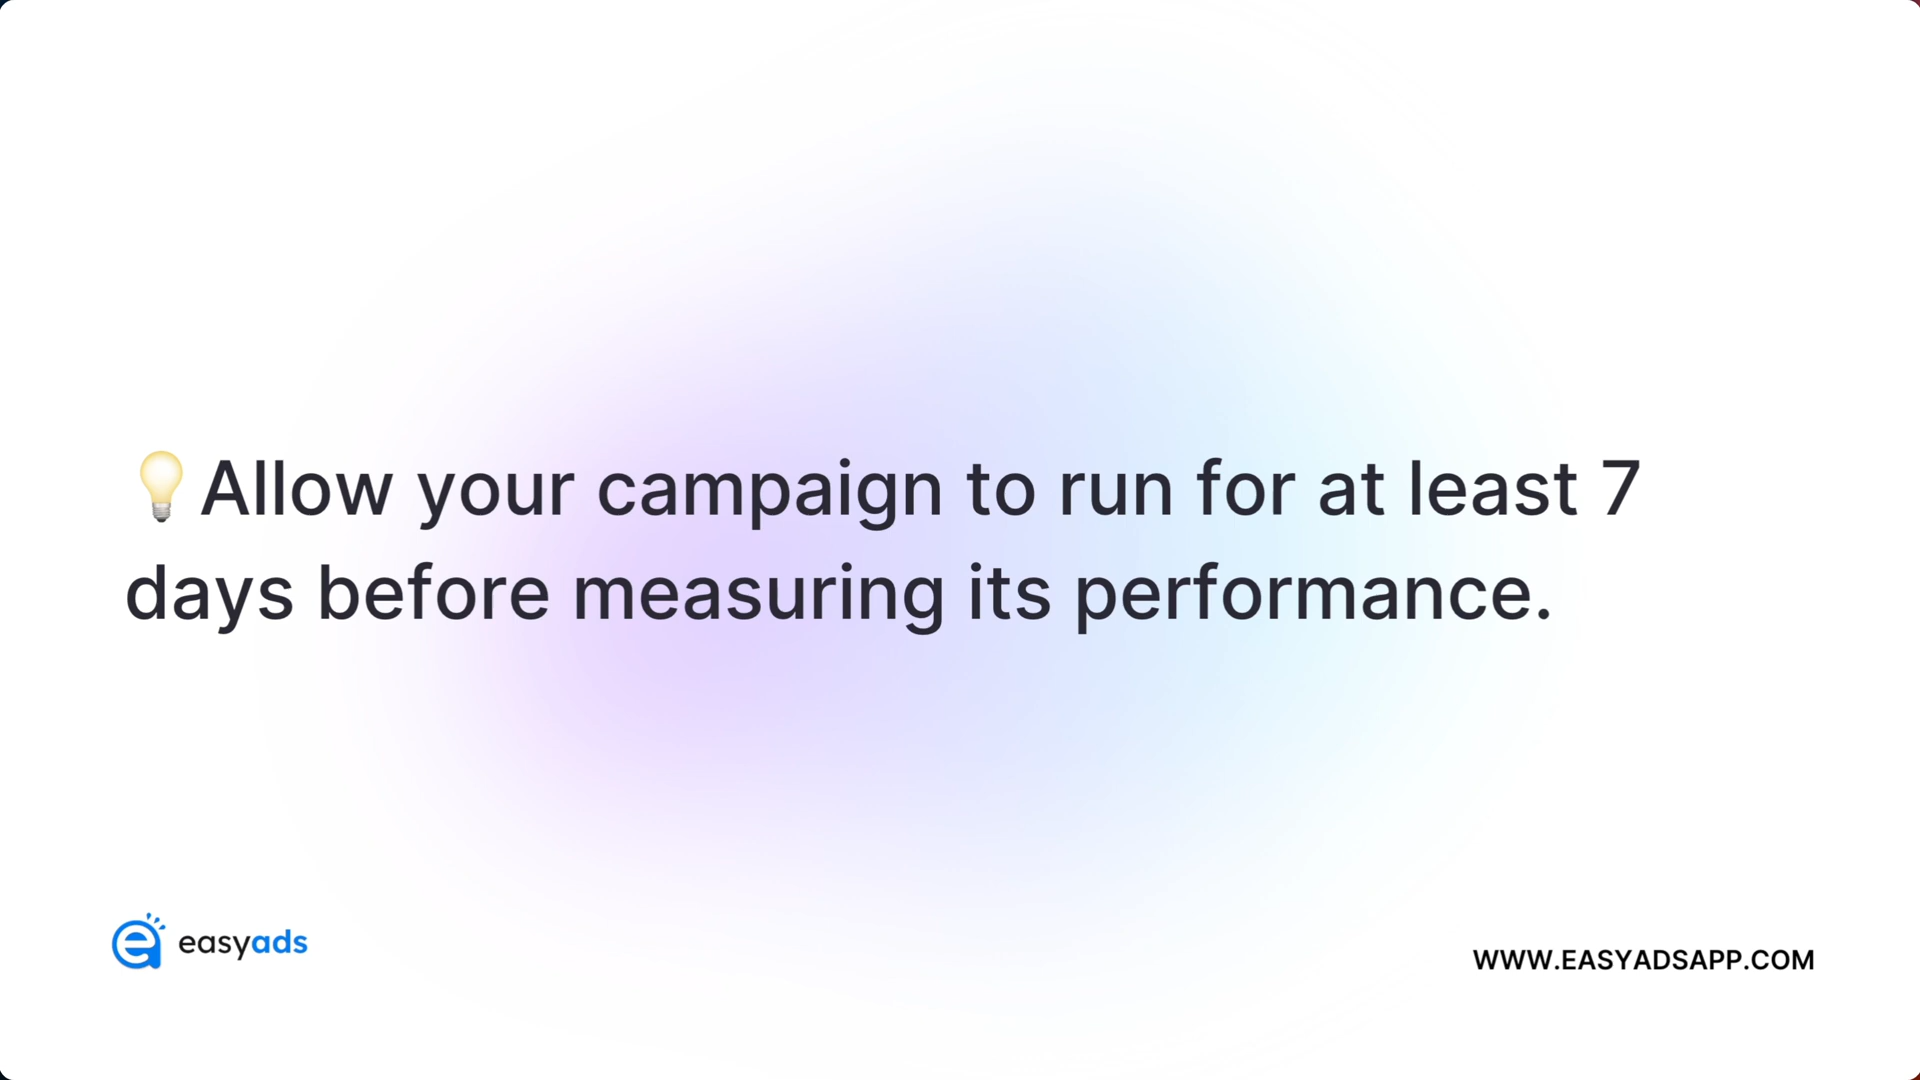 💡Allow your campaign to run for at least 7
days before measuring its performance.
easyads
WWW.EASYADSAPP.COM